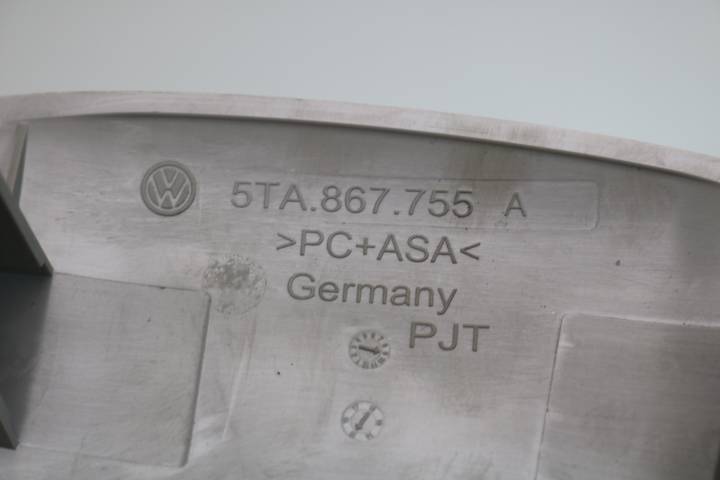 5TA.867.755 A
>PC+ASA<
Germany
PJT